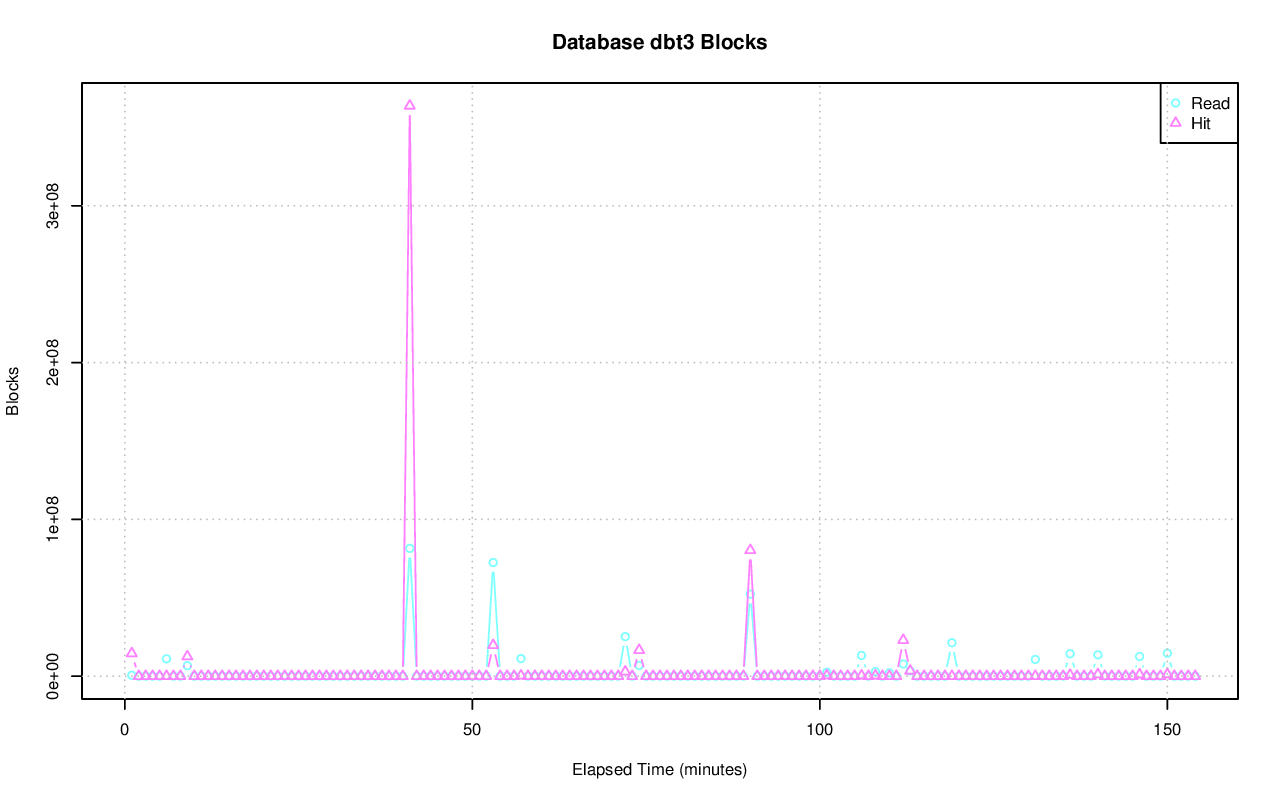 Database dbt3 Blocks
Read
Hit
3e+08
2e+08
1e+08
0e+00
Blocks
0
50
100
150
Elapsed Time (minutes)